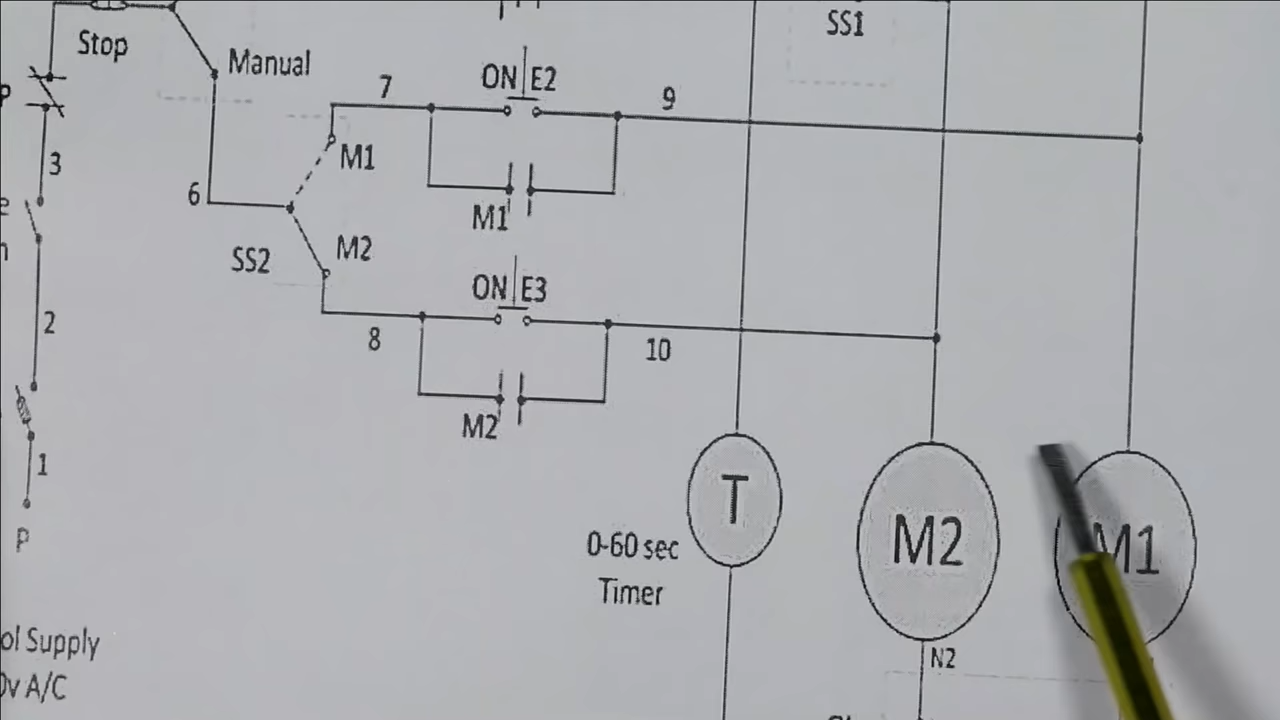 SS1
Stop
Manual
ON E2
7
9
M1
3
M1
6
M2
SS2
ON E3
2
8
10
M2
1
T
M2
M1
P
0-60 sec
Timer
ol Supply
N2
0v A/C